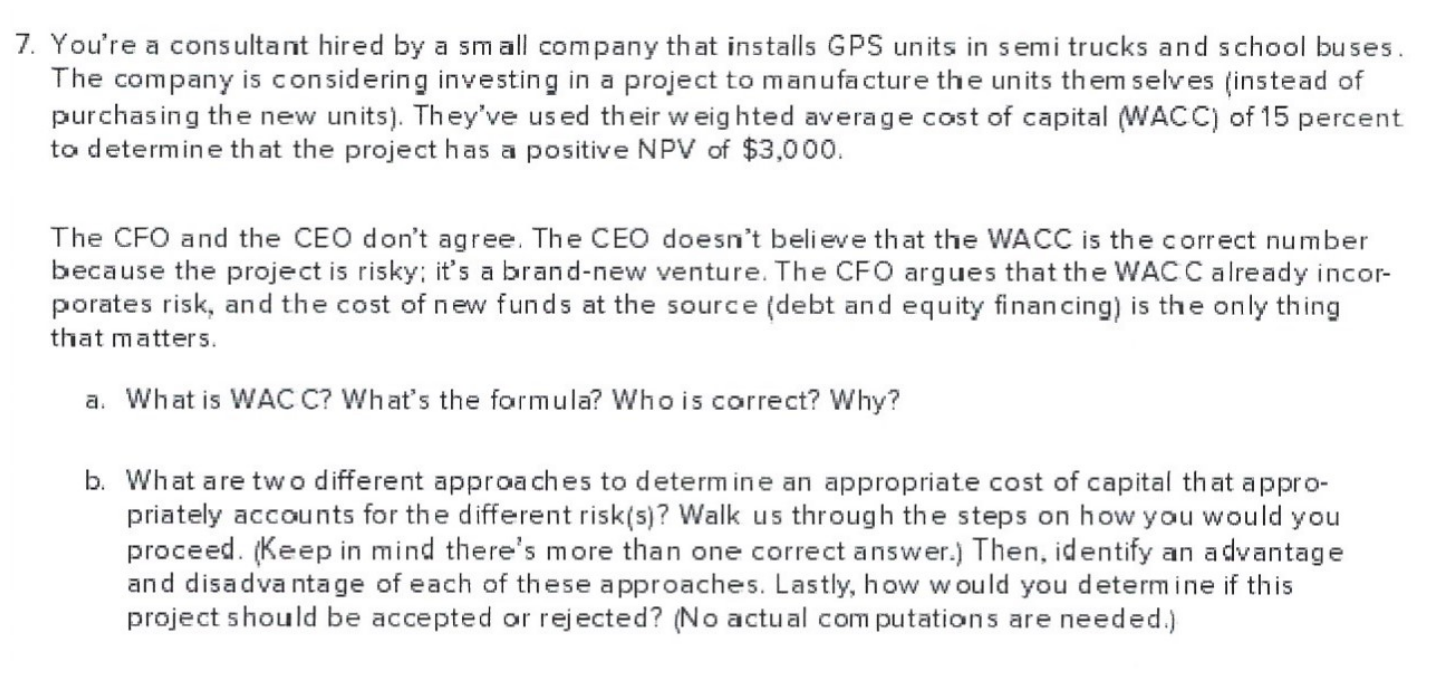 7. You're a consultant hired by a small company that installs GPS units in semi trucks and school buses.
The company is considering investing in a project to manufacture the units themselves (instead of
purchasing the new units). They've used their weighted average cost of capital (WACC) of 15 percent
to determine that the project has a positive NPV of $3,000.
The CFO and the CEO don't agree. The CEO doesn't believe that the WACC is the correct number
because the project is risky; it's a brand-new venture. The CFO argues that the WACC already incor-
porates risk, and the cost of new funds at the source (debt and equity financing) is the only thing
that matters.
a. What is WACC? What's the formula? Who is correct? Why?
b. What are two different approaches to determine an appropriate cost of capital that appro-
priately accounts for the different risk(s)? Walk us through the steps on how you would you
proceed. (Keep in mind there's more than one correct answer.) Then, identify an advantage
and disadvantage of each of these approaches. Lastly, how would you determine if this
project should be accepted or rejected? (No actual computations are needed.)